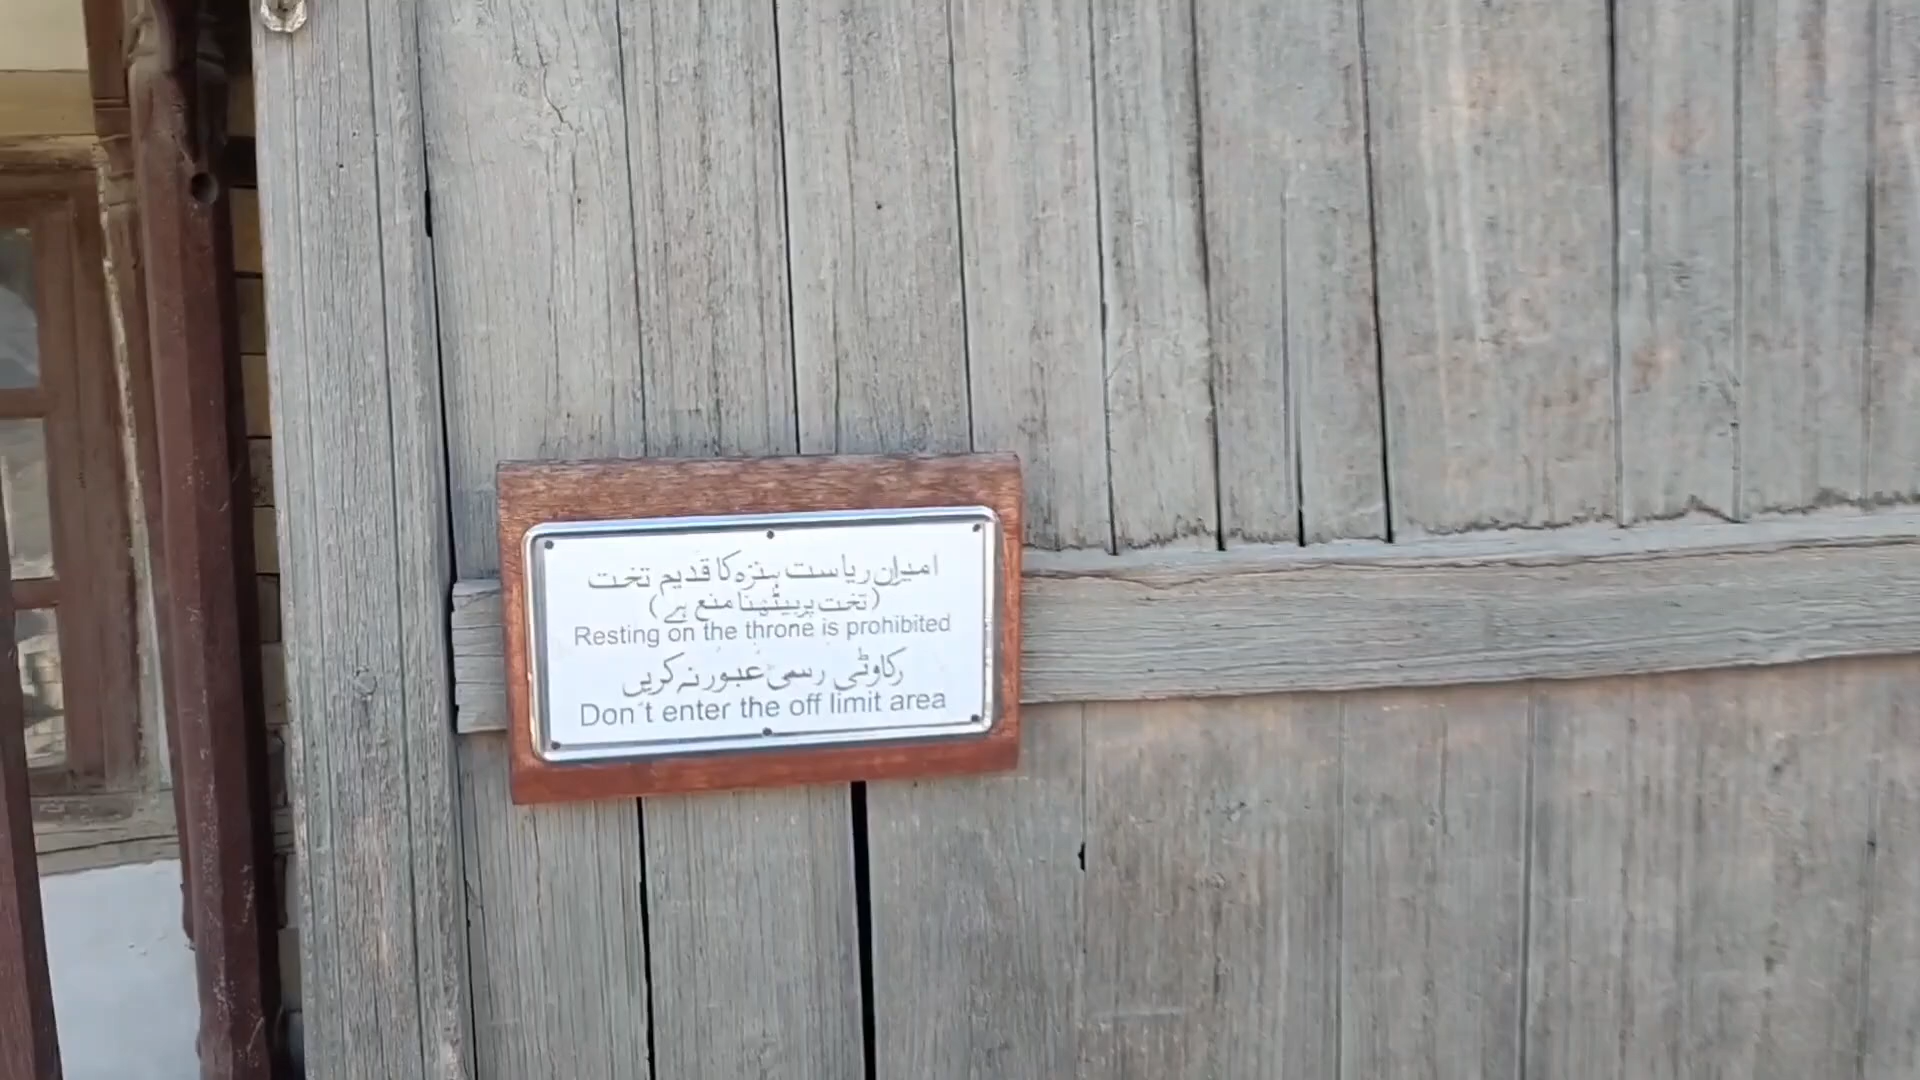 امیران ریاست ہنزہ کا قدیم تخت
(تخت پر بیٹھنا منع ہے)
Resting on the throne is prohibited
رکاوٹی رسی عبور نہ کریں
Don't enter the off limit area